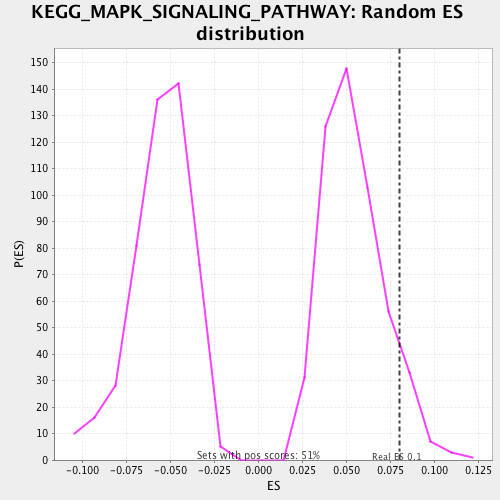 KEGG_MAPK_SIGNALING_PATHWAY: Random ES
distribution
P(ES)
150
140
130
120
110
100
90
80
70
60
50
40
30
20
10
0
Sets with pos scores: 51%
Real ES 0.1
-0.100 -0.075 -0.050 -0.025 0.000 0.025 0.050 0.075 0.100 0.125
ES